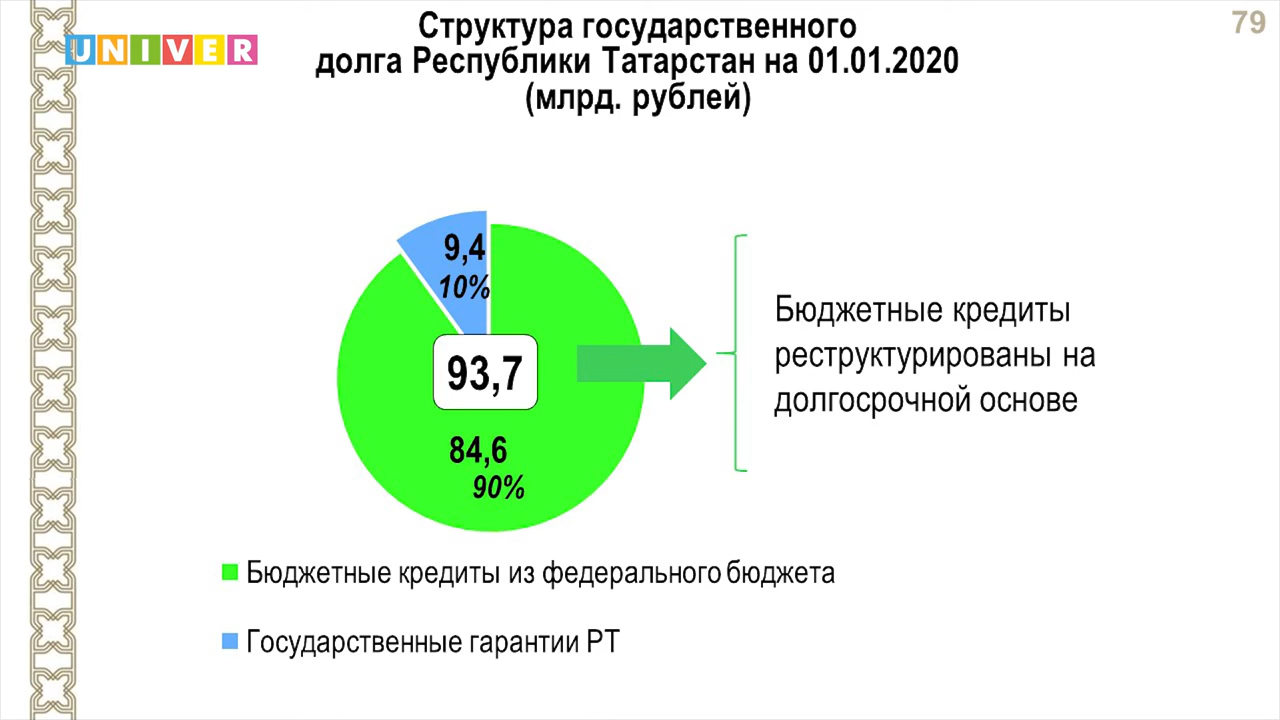 79
UNIVER
Структура государственного
долга Республики Татарстан на 01.01.2020
(млрд. рублей)
9,4
10%
93,7
84,6
90%
Бюджетные кредиты
реструктурированы на
долгосрочной основе
Бюджетные кредиты из федерального бюджета
Государственные гарантии РТ